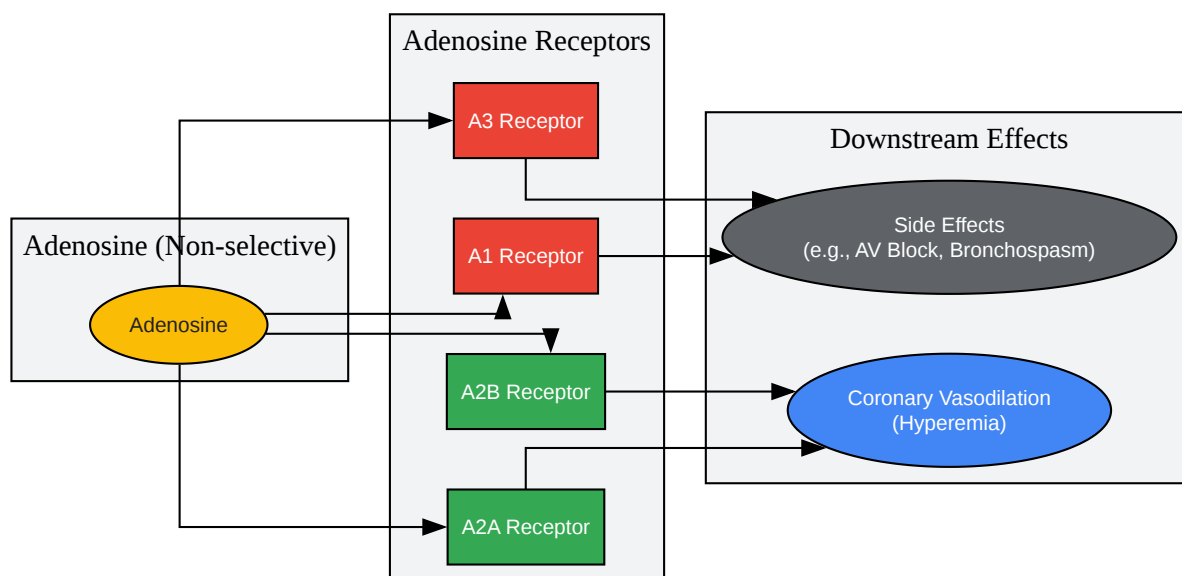 Adenosine (Non-selective)
Adenosine
Adenosine Receptors
A3 Receptor
A1 Receptor
A2B Receptor
A2A Receptor
Downstream Effects
Side Effects
(e.g., AV Block, Bronchospasm)
Coronary Vasodilation
(Hyperemia)